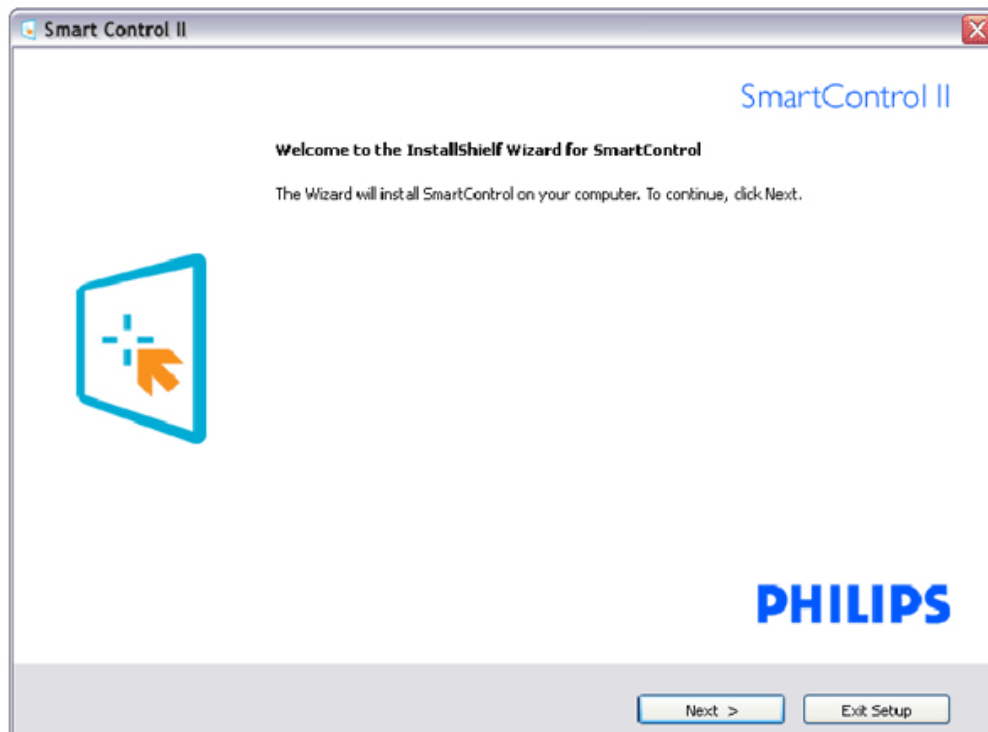 Smart Control II
SmartControl II
Welcome to the InstallShield Wizard for SmartControl
The Wizard will install SmartControl on your computer. To continue, click Next.
PHILIPS
Next >
Exit Setup